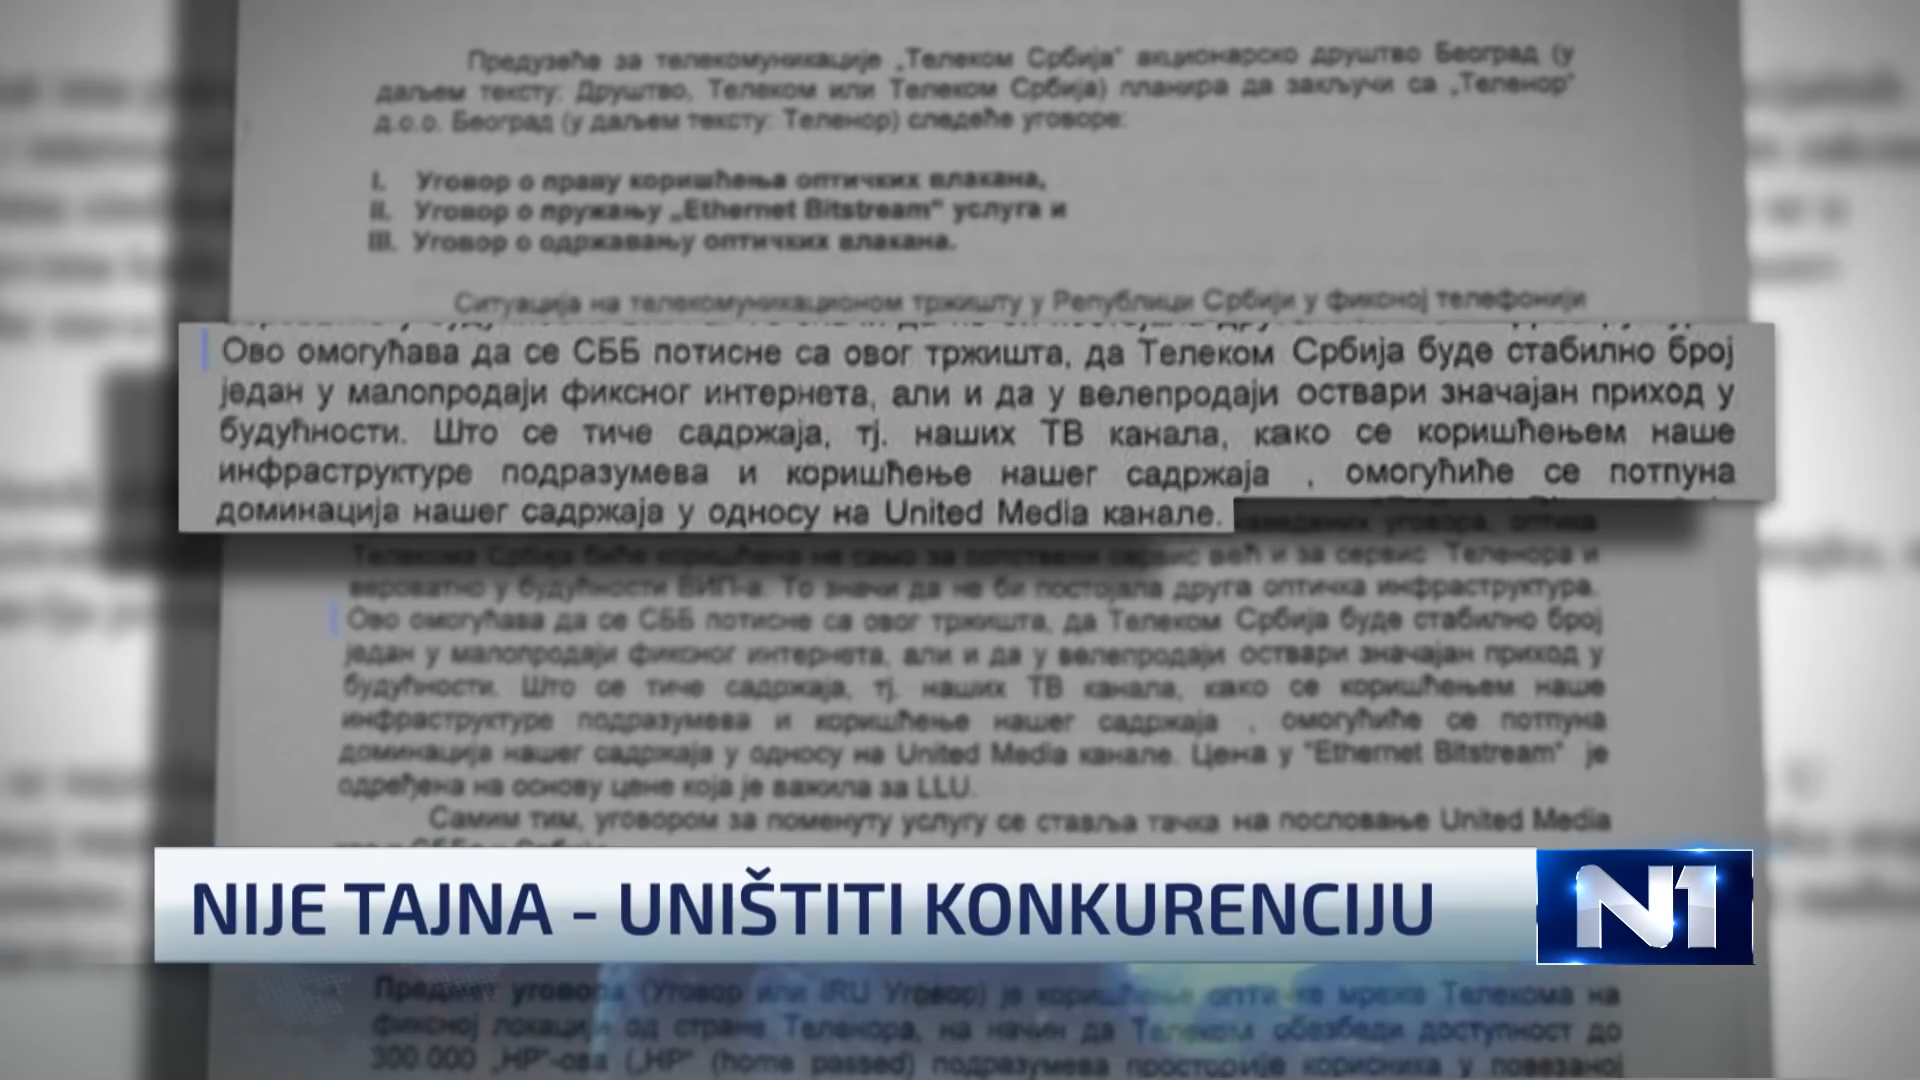 Предузеће за телекомуникације „Телеком Србија“ акционарско друштво Београд (у
даљем тексту: Друштво, Телеком или Телеком Србија) планира да закључи са „Теленор“
д.о.о. Београд (у даљем тексту: Теленор) следеће уговоре:
I. Уговор о праву коришћења оптичких влакана,
II. Уговор о пружању „Ethernet Bitstream“ услуга и
III. Уговор о одржавању оптичких влакана.
Ситуација на телекомуникационом тржишту у Републици Србији у фиксној телефонији
Ово омогућава да се СББ потисне са овог тржишта, да Телеком Србија буде стабилно број
један у малопродаји фиксног интернета, али и да у велепродаји оствари значајан приход у
будућности. Што се тиче садржаја, тј. наших ТВ канала, како се коришћењем наше
инфраструктуре подразумева и коришћење нашег садржаја , омогућиће се потпуна
доминација нашег садржаја у односу на United Media канале.
наведених уговора, оптика
Телекома Србија биће коришћена не само за сопствени сервис већ и за сервис Теленора и
вероватно у будућности ВИП-а. То значи да не би постојала друга оптичка инфраструктура.
Ово омогућава да се СББ потисне са овог тржишта, да Телеком Србија буде стабилно број
један у малопродаји фиксног интернета, али и да у велепродаји оствари значајан приход у
будућности. Што се тиче садржаја, тј. наших ТВ канала, како се коришћењем наше
инфраструктуре подразумева и коришћење нашег садржаја , омогућиће се потпуна
доминација нашег садржаја у односу на United Media канале. Цена у "Ethernet Bitstream" је
одређена на основу цене која је важила за LLU.
Самим тим, уговором за поменуту услугу се ставља тачка на пословање United Media
NIJE TAJNA - UNIŠTITI KONKURENCIJU
N1
Предмет уговора (Уговор или IRU Уговор) је коришћење оптичке мреже Телекома на
фиксној локацији од стране Теленора, на начин да Телеком обезбеди доступност до
300.000 „HP“-ова („HP“ (home passed) подразумева просторије корисника у повезаној